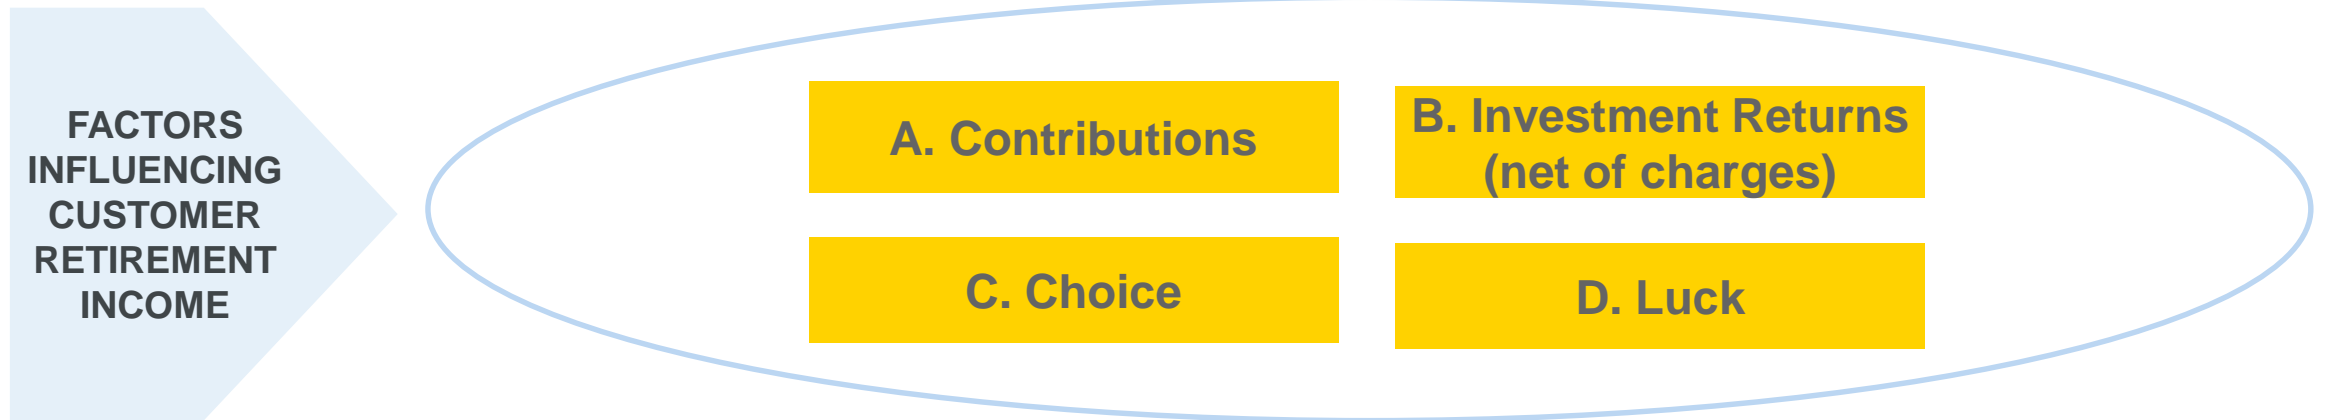 FACTORS
INFLUENCING
CUSTOMER
RETIREMENT
INCOME
A. Contributions
B. Investment Returns
(net of charges)
C. Choice
D. Luck